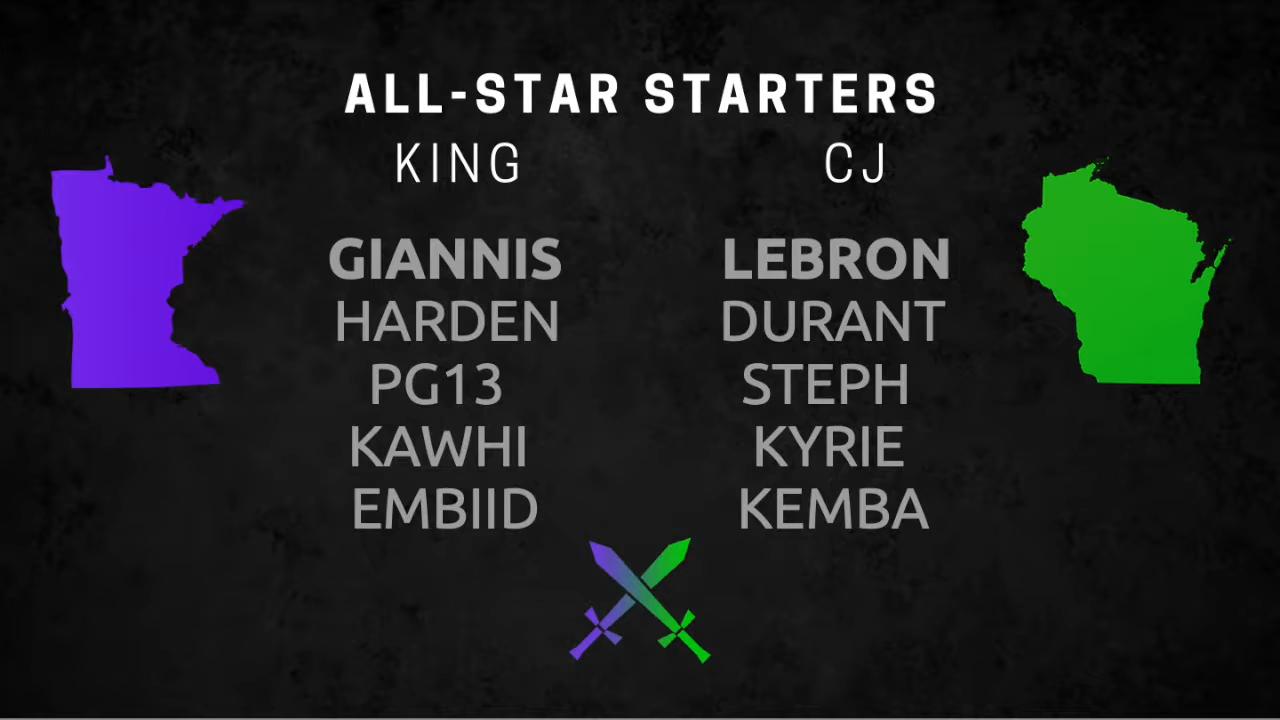 ALL-STAR STARTERS
KING CJ
GIANNIS LEBRON
HARDEN DURANT
PG13 STEPH
KAWHI KYRIE
EMBIID KEMBA